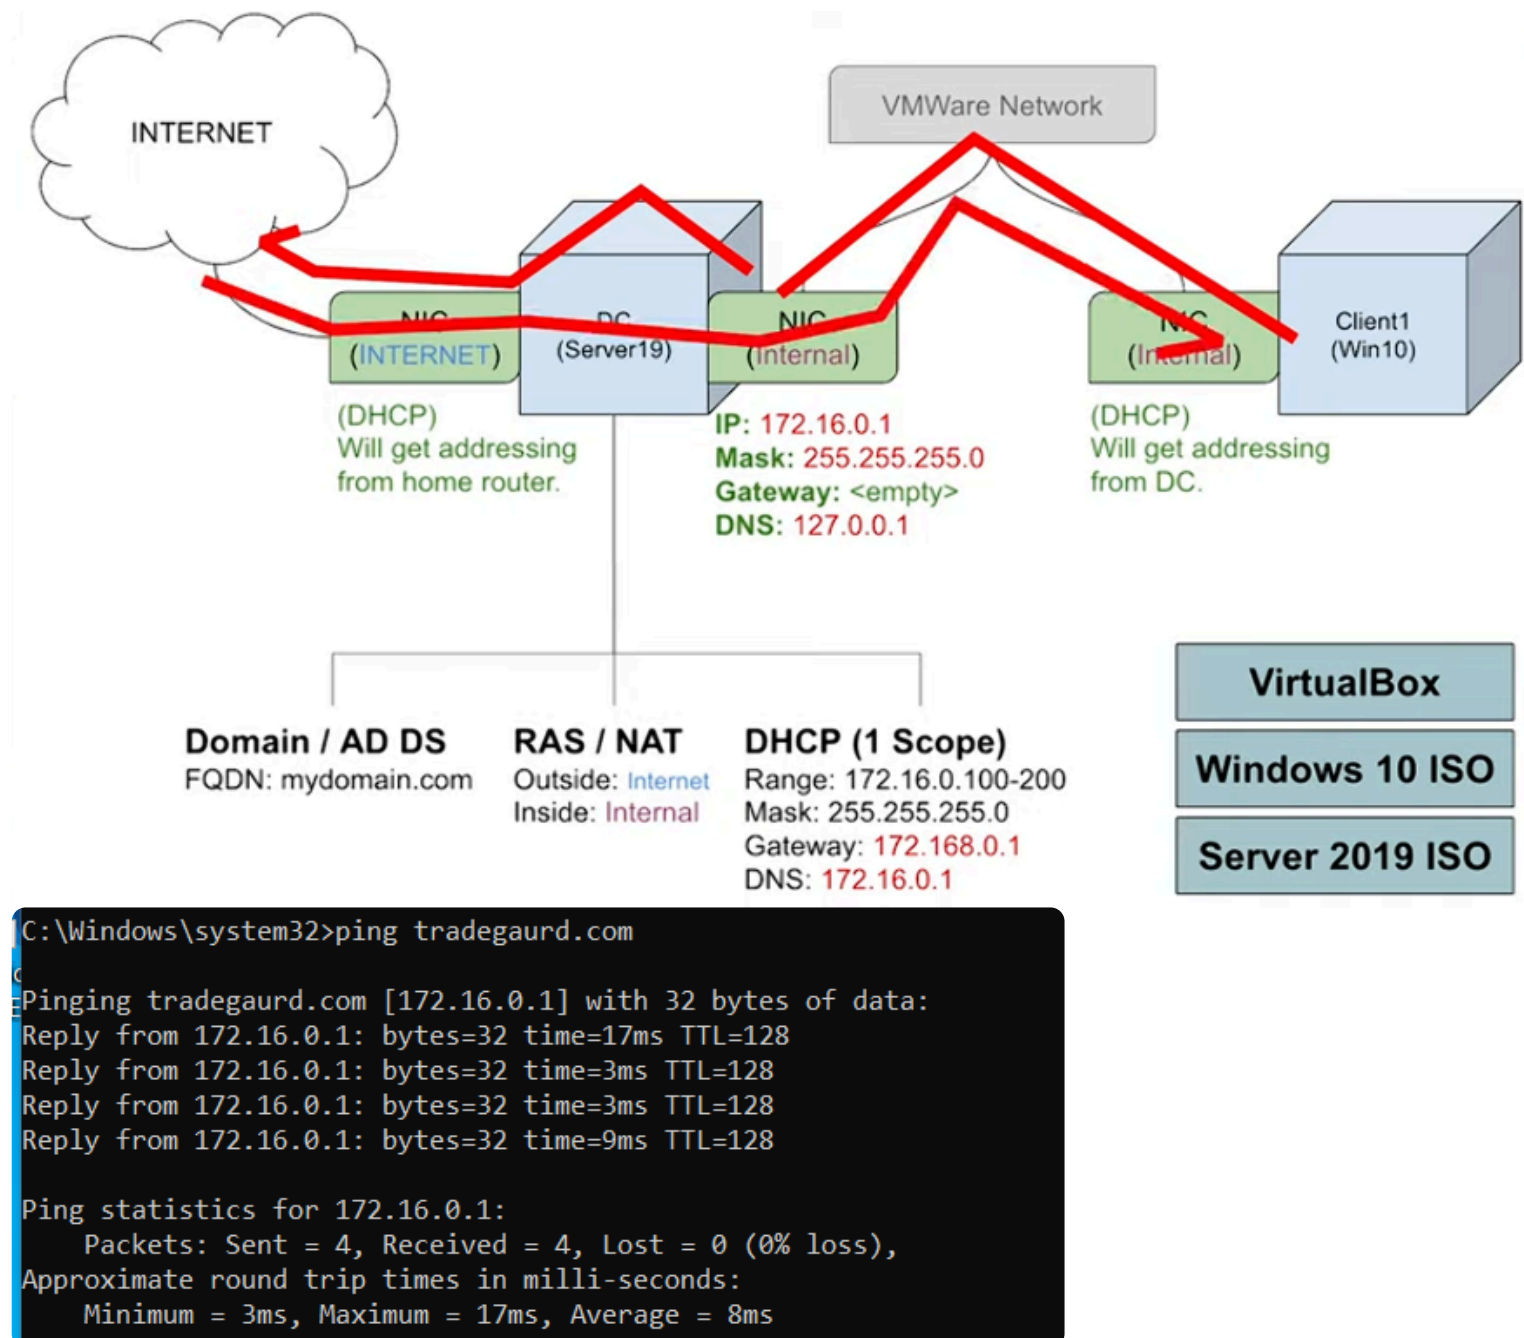 INTERNET
VMWare Network
NIC
(INTERNET)
DC
(Server19)
NIC
(Internal)
NIC
(Internal)
Client1
(Win10)
(DHCP)
Will get addressing
from home router.
IP: 172.16.0.1
Mask: 255.255.255.0
Gateway: <empty>
DNS: 127.0.0.1
(DHCP)
Will get addressing
from DC.
Domain / AD DS
FQDN: mydomain.com
RAS / NAT
Outside: Internet
Inside: Internal
DHCP (1 Scope)
Range: 172.16.0.100-200
Mask: 255.255.255.0
Gateway: 172.168.0.1
DNS: 172.16.0.1
VirtualBox
Windows 10 ISO
Server 2019 ISO
C:\Windows\system32>ping tradegaurd.com
Pinging tradegaurd.com [172.16.0.1] with 32 bytes of data:
Reply from 172.16.0.1: bytes=32 time=17ms TTL=128
Reply from 172.16.0.1: bytes=32 time=3ms TTL=128
Reply from 172.16.0.1: bytes=32 time=3ms TTL=128
Reply from 172.16.0.1: bytes=32 time=9ms TTL=128
Ping statistics for 172.16.0.1:
Packets: Sent = 4, Received = 4, Lost = 0 (0% loss),
Approximate round trip times in milli-seconds:
Minimum = 3ms, Maximum = 17ms, Average = 8ms